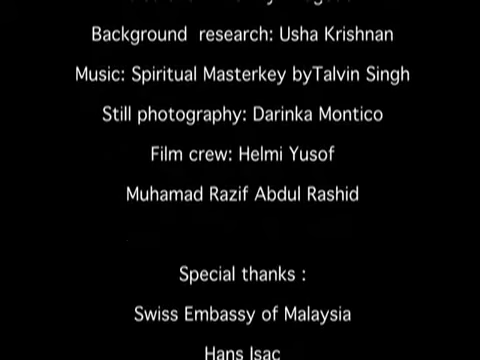 Background  research: Usha Krishnan
Music: Spiritual Masterkey byTalvin Singh
Still photography: Darinka Montico
Film crew: Helmi Yusof
Muhamad Razif Abdul Rashid
Special thanks :
Swiss Embassy of Malaysia
Hans Isac